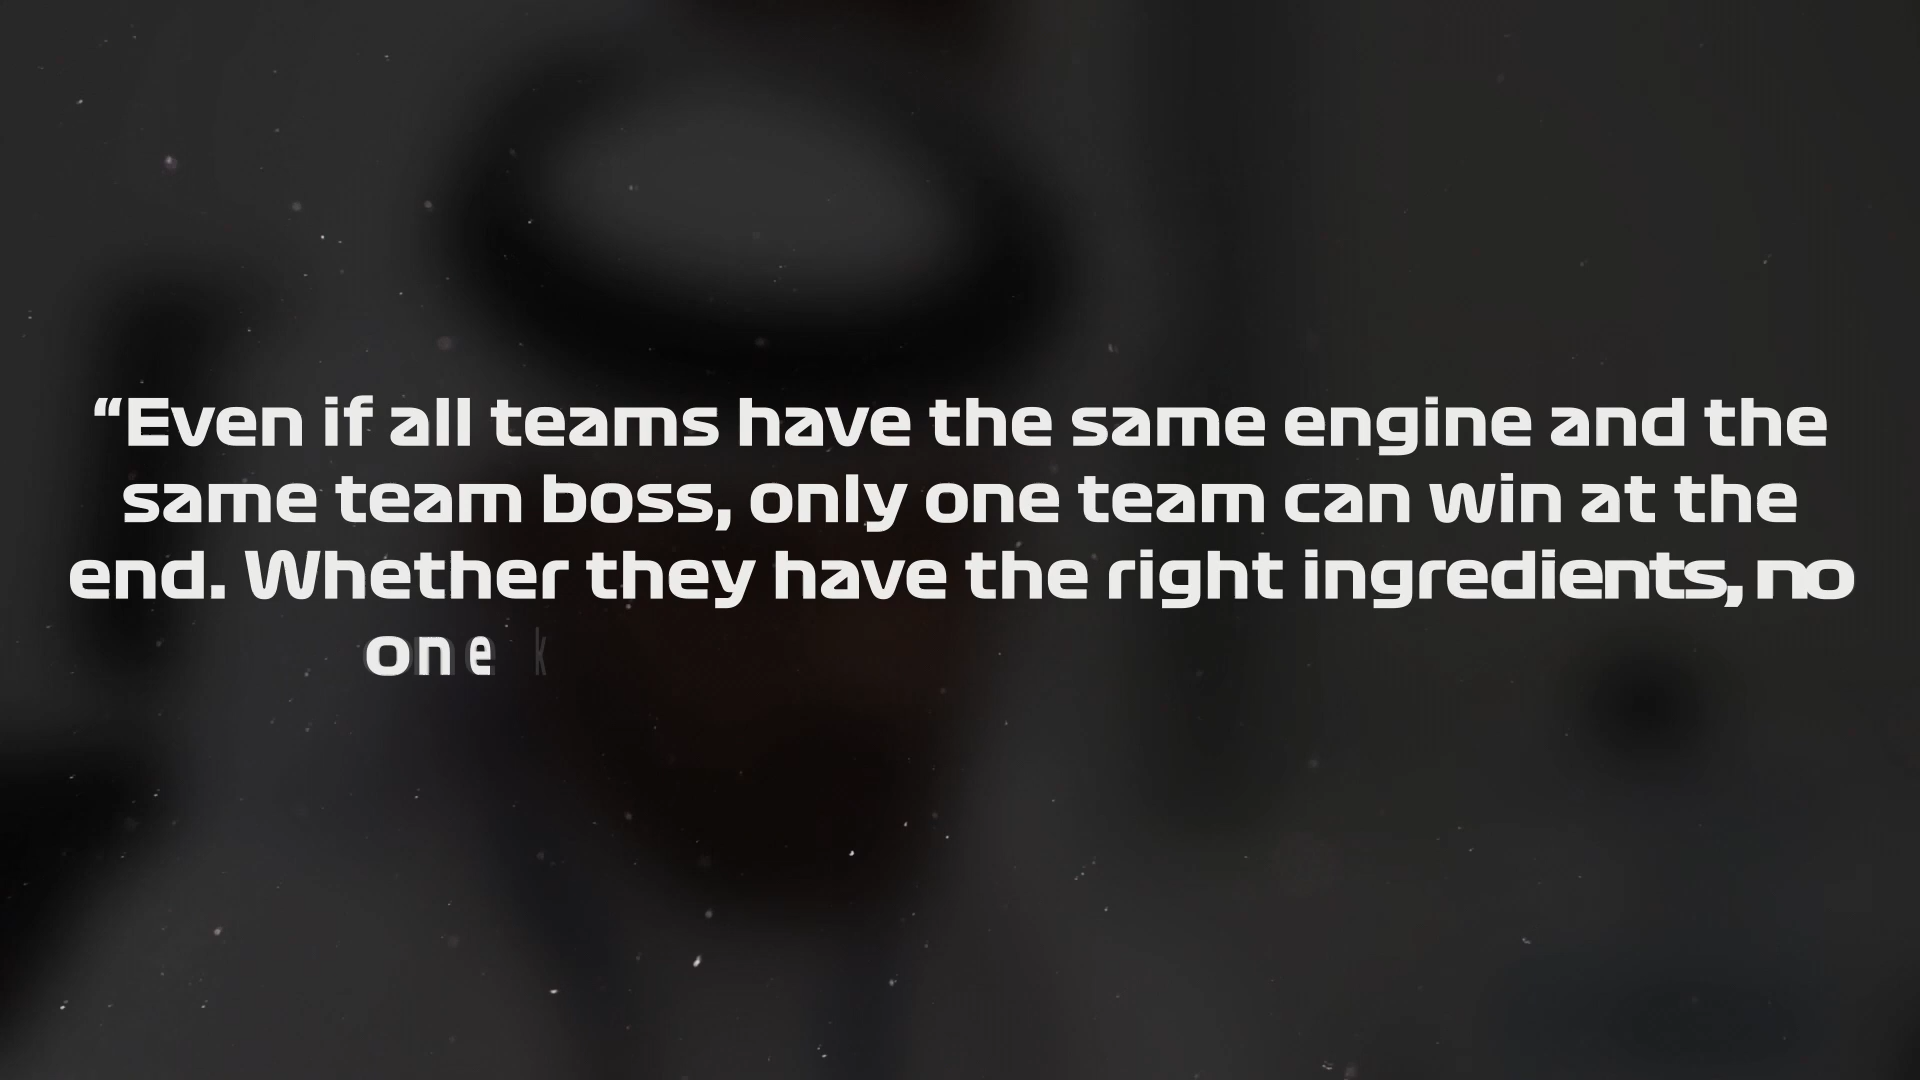 “Even if all teams have the same engine and the
same team boss, only one team can win at the
end. Whether they have the right ingredients, no
one k